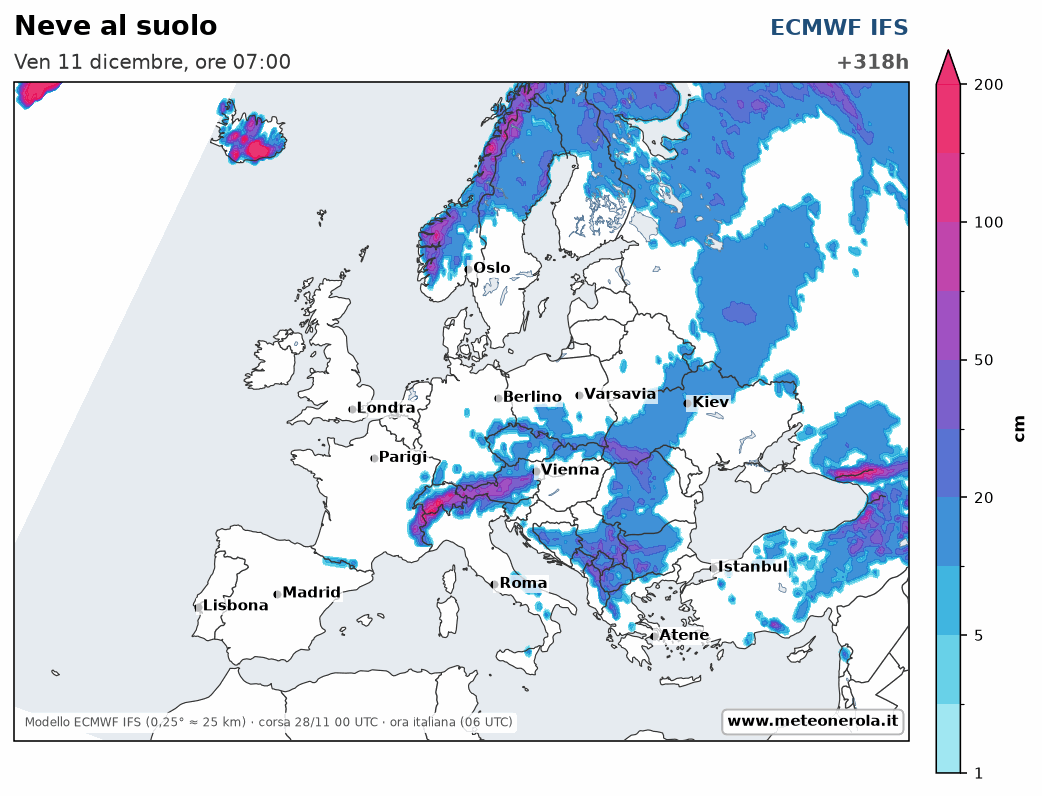 Neve al suolo
ECMWF IFS
Ven 11 dicembre, ore 07:00
+318h
200
100
50
20
5
1
cm
Oslo
Londra
Berlino
Varsavia
Kiev
Parigi
Vienna
Istanbul
Roma
Madrid
Lisbona
Atene
Modello ECMWF IFS (0,25° ≈ 25 km) · corsa 28/11 00 UTC · ora italiana (06 UTC)
www.meteonerola.it